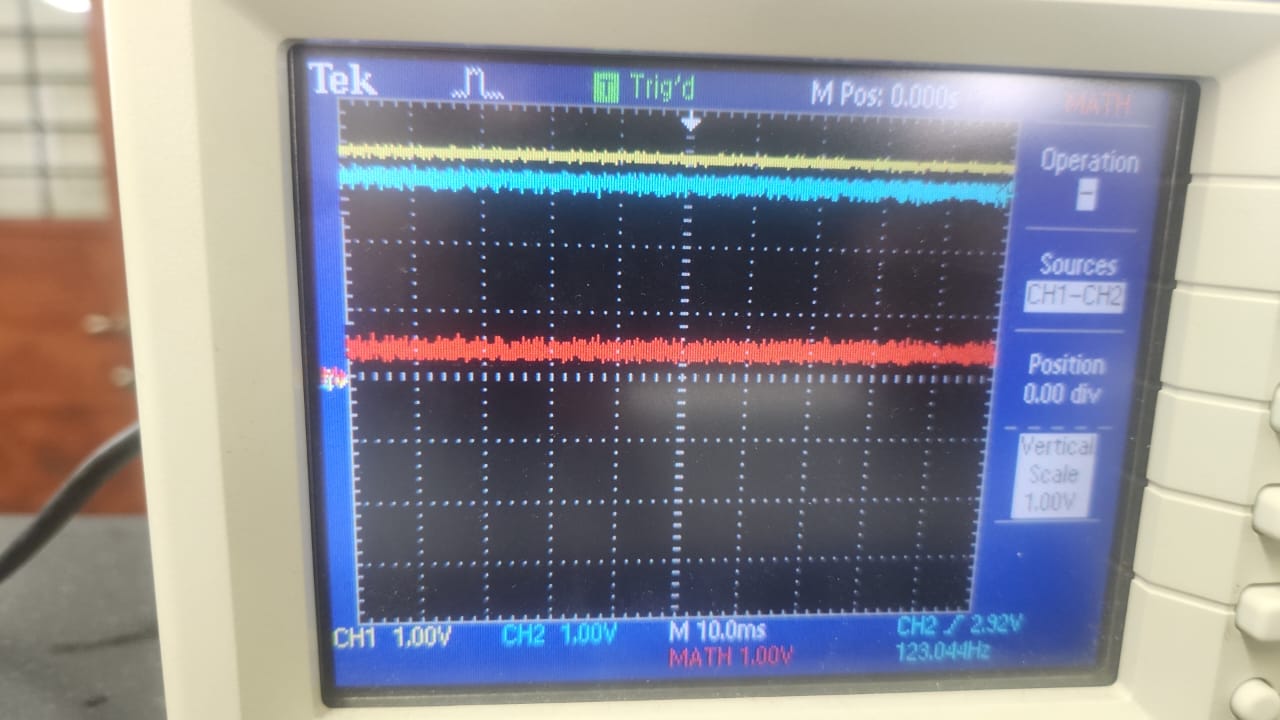 Tek T Trig'd M Pos: 0.000s MATH
Operation
−
Sources
CH1−CH2
Position
0.00 div
Vertical
Scale
1.00V
CH1 1.00V CH2 1.00V M 10.0ms CH2 2.92V
MATH 1.00V 123.044Hz